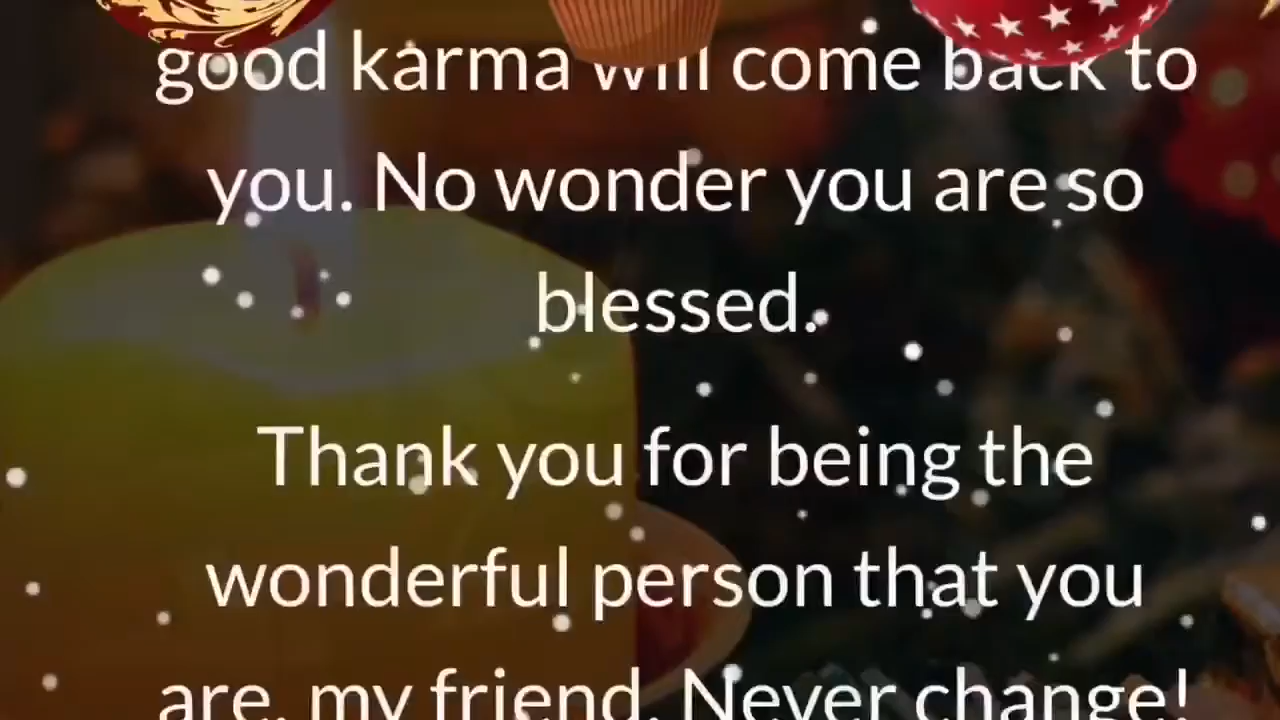 good karma will come back to
you. No wonder you are so
blessed.
Thank you for being the
wonderful person that you
are, my friend. Never change!